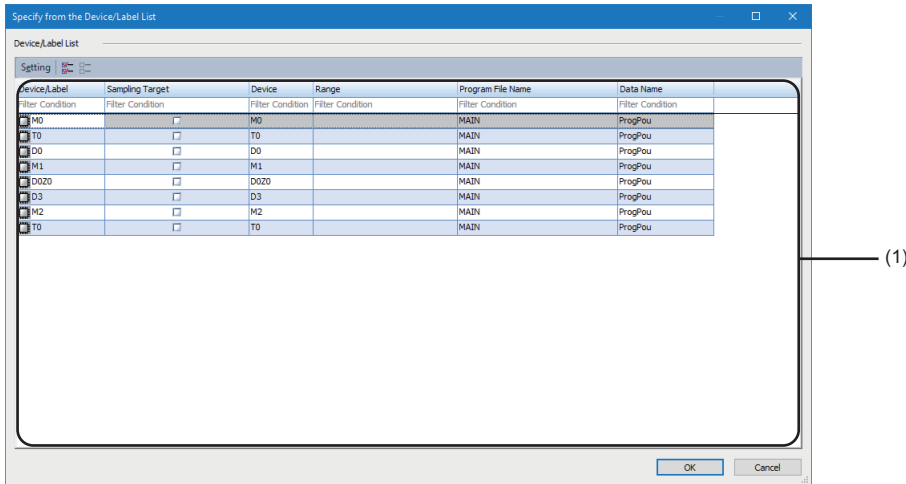 Specify from the Device/Label List
Device/Label List
Setting
Device/Label Sampling Target Device Range Program File Name Data Name
Filter Condition Filter Condition Filter Condition Filter Condition Filter Condition Filter Condition
M0 M0 MAIN ProgPou
T0 T0 MAIN ProgPou
D0 D0 MAIN ProgPou
M1 M1 MAIN ProgPou
D0Z0 D0Z0 MAIN ProgPou
D3 D3 MAIN ProgPou
M2 M2 MAIN ProgPou
T0 T0 MAIN ProgPou
(1)
OK Cancel